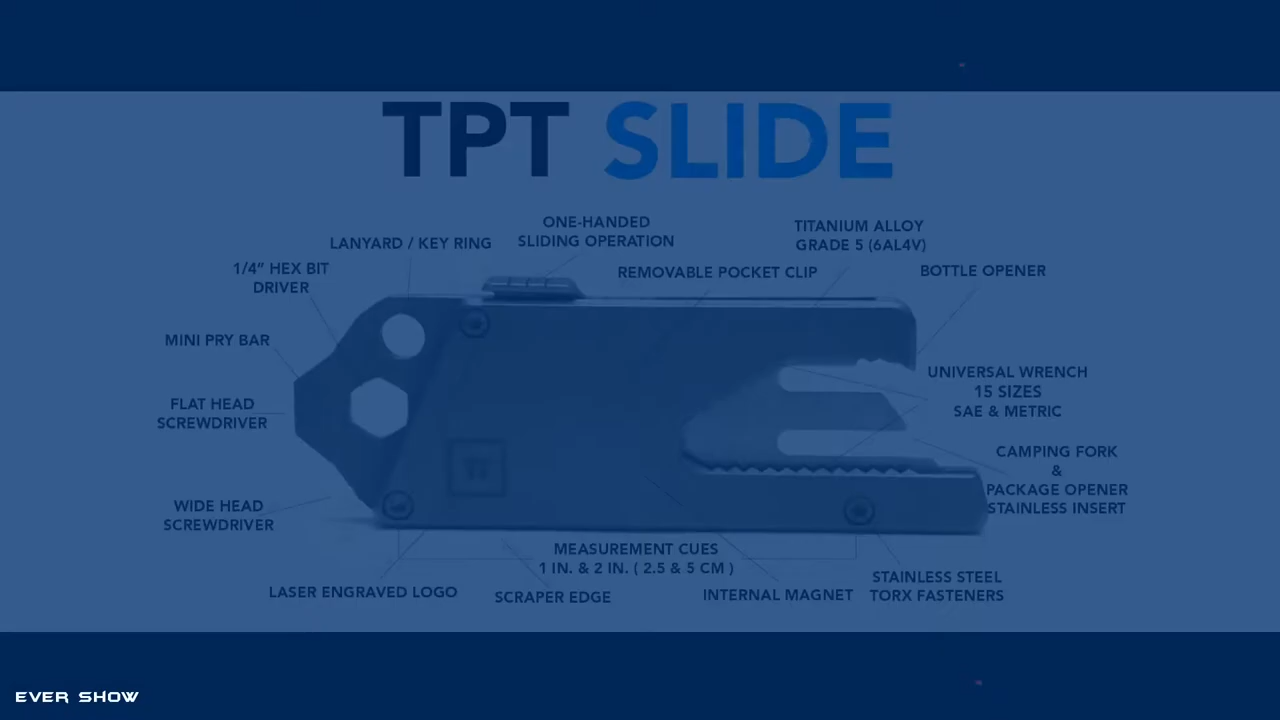 TPT SLIDE
ONE-HANDED
SLIDING OPERATION
TITANIUM ALLOY
GRADE 5 (6AL4V)
LANYARD / KEY RING
1/4” HEX BIT
DRIVER
REMOVABLE POCKET CLIP
BOTTLE OPENER
MINI PRY BAR
UNIVERSAL WRENCH
15 SIZES
SAE & METRIC
FLAT HEAD
SCREWDRIVER
CAMPING FORK
&
PACKAGE OPENER
STAINLESS INSERT
WIDE HEAD
SCREWDRIVER
MEASUREMENT CUES
1 IN. & 2 IN. ( 2.5 & 5 CM )
STAINLESS STEEL
TORX FASTENERS
LASER ENGRAVED LOGO
SCRAPER EDGE
INTERNAL MAGNET
EVER SHOW